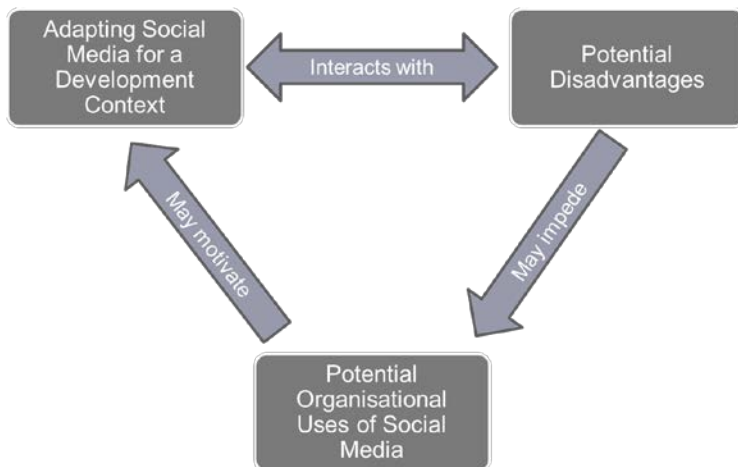 Adapting Social
Media for a
Development
Context
Interacts with
Potential
Disadvantages
May motivate
May impede
Potential
Organisational
Uses of Social
Media